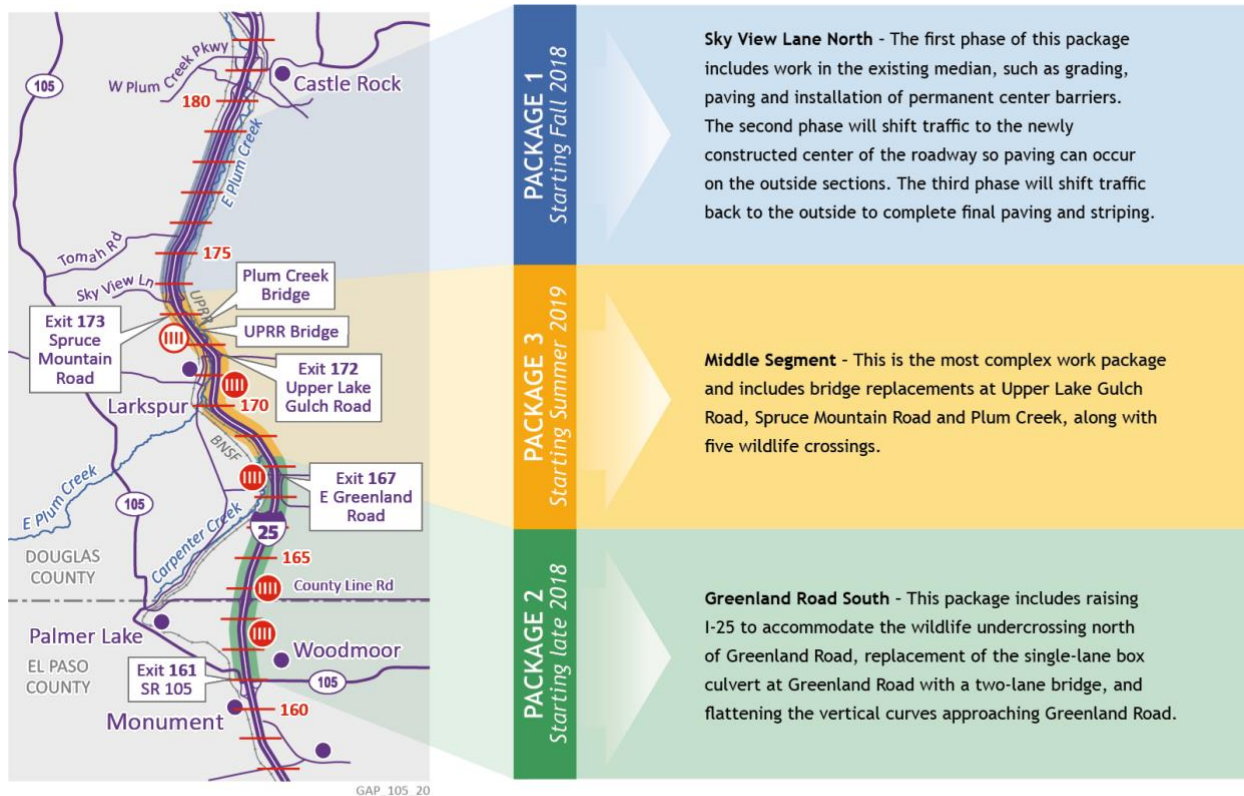 W Plum Creek Pkwy
105
Castle Rock
180
E Plum Creek
Tomah Rd
175
Sky View Ln
UPRR
Plum Creek
Bridge
UPRR Bridge
Exit 173
Spruce
Mountain
Road
Exit 172
Upper Lake
Gulch Road
Larkspur
170
BNSF
Exit 167
E Greenland
Road
E Plum Creek
105
Carpenter Creek
25
165
DOUGLAS
COUNTY
County Line Rd
Palmer Lake
Woodmoor
EL PASO
COUNTY
Exit 161
SR 105
105
Monument
160
GAP_105_20
PACKAGE 1
Starting Fall 2018
Sky View Lane North - The first phase of this package
includes work in the existing median, such as grading,
paving and installation of permanent center barriers.
The second phase will shift traffic to the newly
constructed center of the roadway so paving can occur
on the outside sections. The third phase will shift traffic
back to the outside to complete final paving and striping.
PACKAGE 3
Starting Summer 2019
Middle Segment - This is the most complex work package
and includes bridge replacements at Upper Lake Gulch
Road, Spruce Mountain Road and Plum Creek, along with
five wildlife crossings.
PACKAGE 2
Starting late 2018
Greenland Road South - This package includes raising
I-25 to accommodate the wildlife undercrossing north
of Greenland Road, replacement of the single-lane box
culvert at Greenland Road with a two-lane bridge, and
flattening the vertical curves approaching Greenland Road.